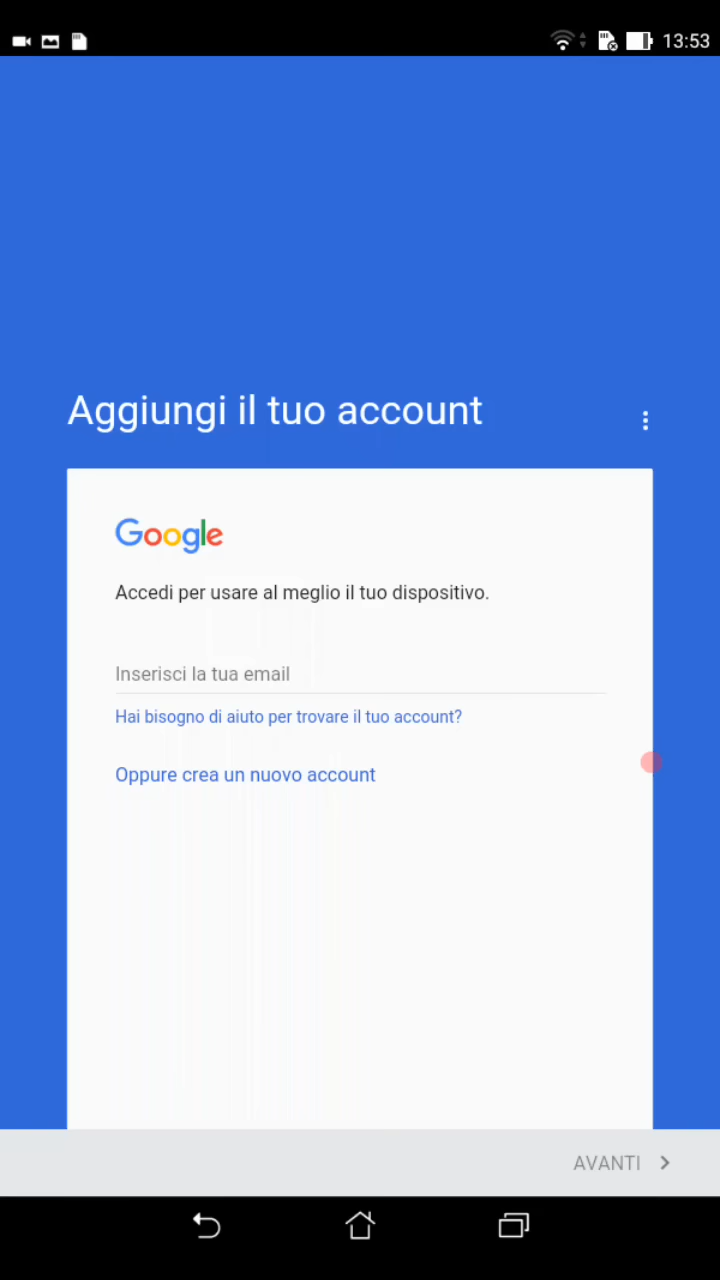 13:53
Aggiungi il tuo account
Google
Accedi per usare al meglio il tuo dispositivo.
Inserisci la tua email
Hai bisogno di aiuto per trovare il tuo account?
Oppure crea un nuovo account
AVANTI